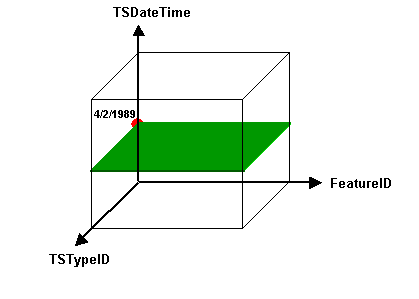 TSDateTime
4/2/1989
FeatureID
TSTypeID